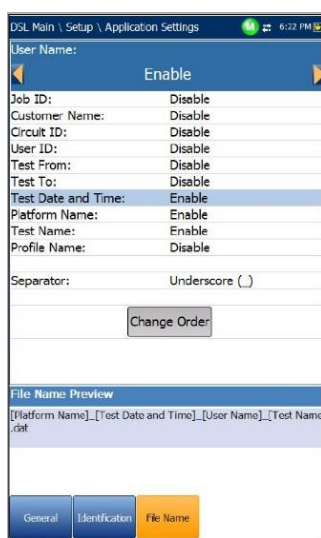 DSL Main \ Setup \ Application Settings M 6:22 PM
User Name:
Enable
Job ID: Disable
Customer Name: Disable
Circuit ID: Disable
User ID: Disable
Test From: Disable
Test To: Disable
Test Date and Time: Enable
Platform Name: Enable
Test Name: Enable
Profile Name: Disable
Separator: Underscore (_)
Change Order
File Name Preview
[Platform Name]_[Test Date and Time]_[User Name]_[Test Name
.dat
General Identification File Name